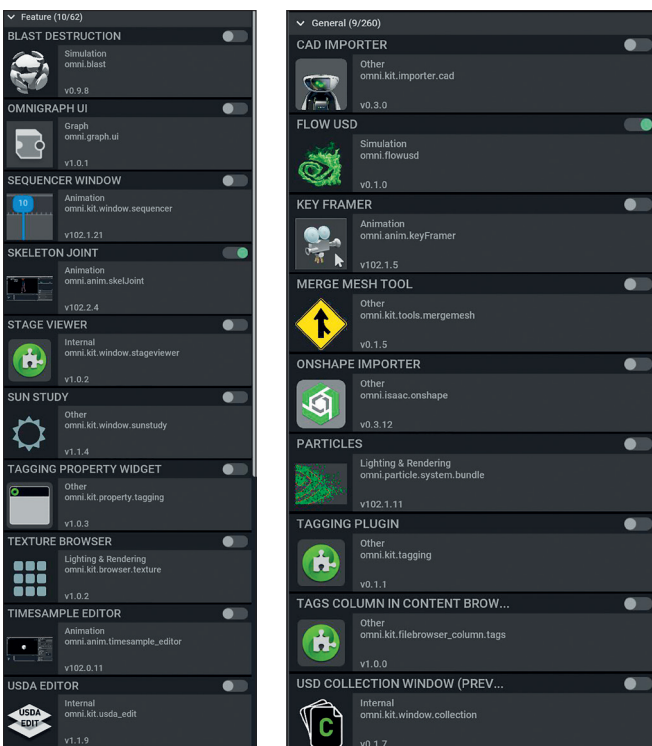 Feature (10/62)
BLAST DESTRUCTION
Simulation
omni.blast
v0.9.8
OMNIGRAPH UI
Graph
omni.graph.ui
v1.0.1
SEQUENCER WINDOW
10
Animation
omni.kit.window.sequencer
v102.1.21
SKELETON JOINT
Animation
omni.anim.skelJoint
v102.2.4
STAGE VIEWER
Internal
omni.kit.window.stageviewer
v1.0.2
SUN STUDY
Other
omni.kit.window.sunstudy
v1.1.4
TAGGING PROPERTY WIDGET
Other
omni.kit.property.tagging
v1.0.3
TEXTURE BROWSER
Lighting & Rendering
omni.kit.browser.texture
v1.0.2
TIMESAMPLE EDITOR
Animation
omni.anim.timesample_editor
v102.0.11
USDA EDITOR
USDA
EDIT
Internal
omni.kit.usda_edit
v1.1.9
General (9/260)
CAD IMPORTER
Other
omni.kit.importer.cad
v0.3.0
FLOW USD
Simulation
omni.flowusd
v0.1.0
KEY FRAMER
Animation
omni.anim.keyFramer
v102.1.5
MERGE MESH TOOL
Other
omni.kit.tools.mergemesh
v0.1.5
ONSHAPE IMPORTER
Other
omni.isaac.onshape
v0.3.12
PARTICLES
Lighting & Rendering
omni.particle.system.bundle
v102.1.11
TAGGING PLUGIN
Other
omni.kit.tagging
v0.1.1
TAGS COLUMN IN CONTENT BROW...
Other
omni.kit.filebrowser_column.tags
v1.0.0
USD COLLECTION WINDOW (PREV...
C
Internal
omni.kit.window.collection
v0.1.7